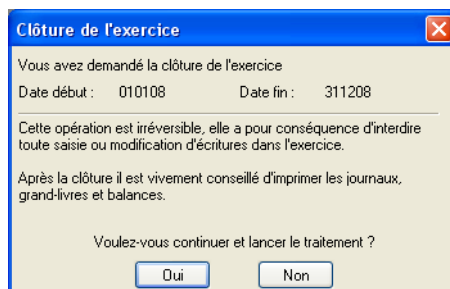 Clôture de l'exercice
Vous avez demandé la clôture de l'exercice
Date début : 010108 Date fin : 311208
Cette opération est irréversible, elle a pour conséquence d'interdire
toute saisie ou modification d'écritures dans l'exercice.
Après la clôture il est vivement conseillé d'imprimer les journaux,
grand-livres et balances.
Voulez-vous continuer et lancer le traitement ?
Oui Non